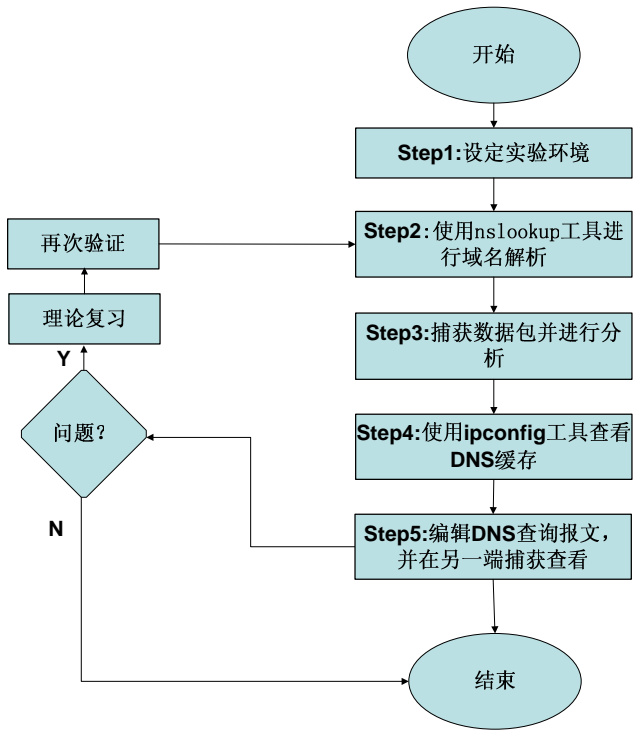 开始
Step1:设定实验环境
Step2:使用nslookup工具进
行域名解析
Step3:捕获数据包并进行分
析
Step4:使用ipconfig工具查看
DNS缓存
Step5:编辑DNS查询报文，
并在另一端捕获查看
结束
再次验证
理论复习
Y
问题？
N